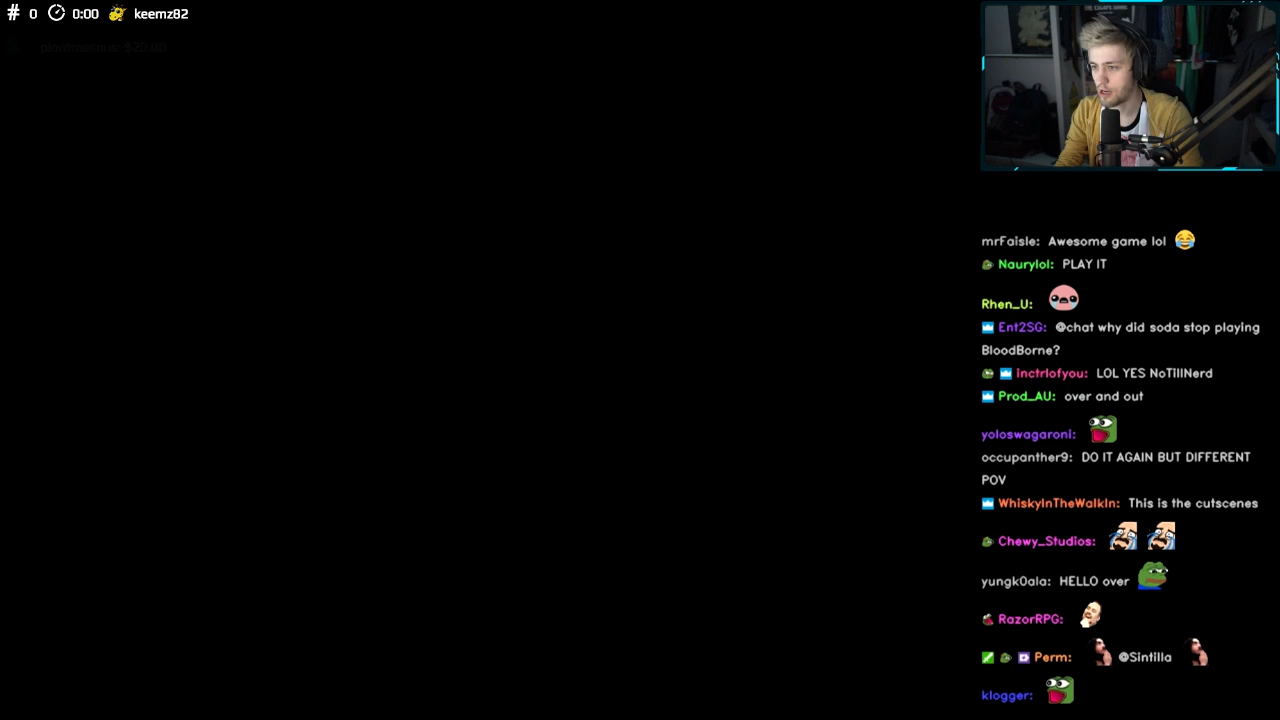 # 0 0:00 keemz82
mrFaisle: Awesome game lol
Naurylol: PLAY IT
Rhen_U:
Ent2SG: @chat why did soda stop playing
BloodBorne?
inctrlofyou: LOL YES NoTIlINerd
Prod_AU: over and out
yoloswagaroni:
occupanther9: DO IT AGAIN BUT DIFFERENT
POV
WhiskyInTheWalkIn: This is the cutscenes
Chewy_Studios:
yungk0ala: HELLO over
RazorRPG:
Perm: @Sintilla
klogger: